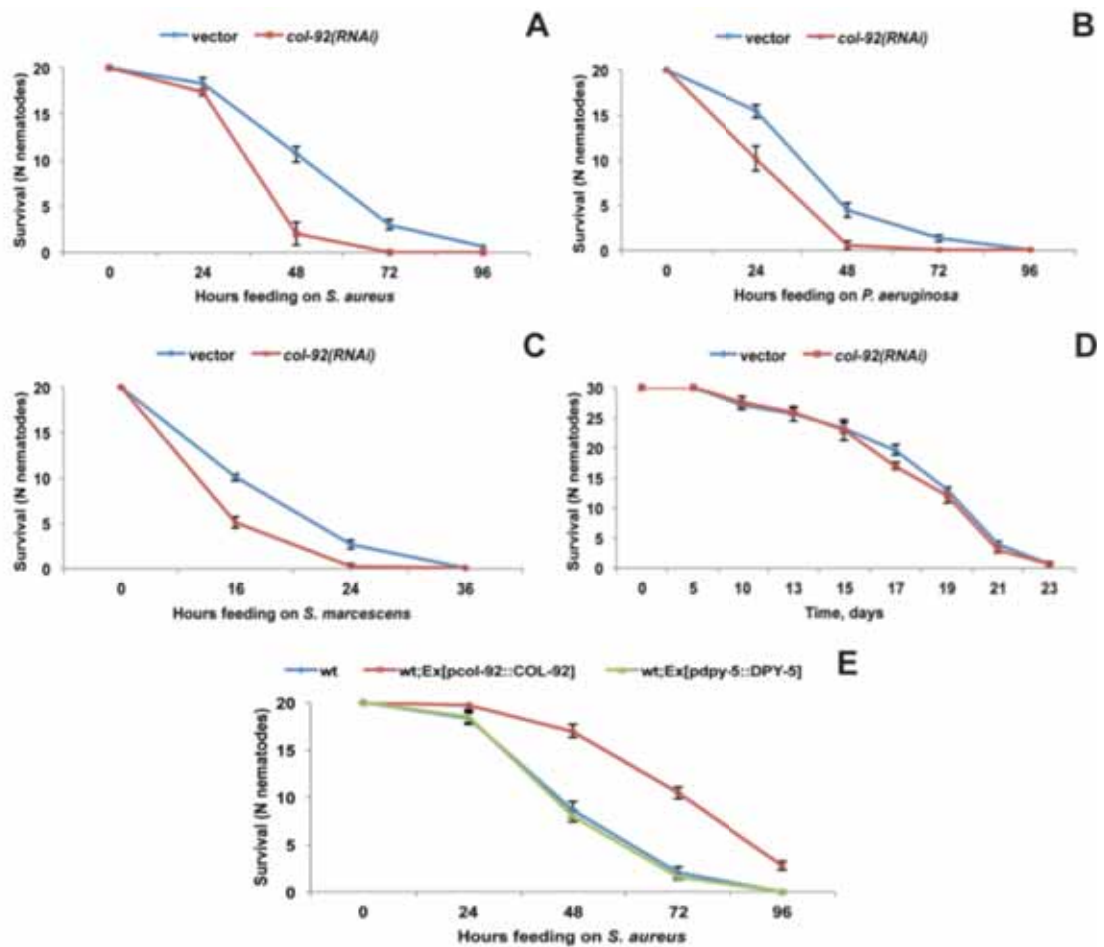 vector col-92(RNAi) A
Survival (N nematodes)
20
15
10
5
0
0 24 48 72 96
Hours feeding on S. aureus
vector col-92(RNAi) B
Survival (N nematodes)
20
15
10
5
0
0 24 48 72 96
Hours feeding on P. aeruginosa
vector col-92(RNAi) C
Survival (N nematodes)
20
15
10
5
0
0 16 24 36
Hours feeding on S. marcescens
vector col-92(RNAi) D
Survival (N nematodes)
30
25
20
15
10
5
0
0 5 10 13 15 17 19 21 23
Time, days
wt wt;Ex[pcol-92::COL-92] wt;Ex[pdpy-5::DPY-5] E
Survival (N nematodes)
20
15
10
5
0
0 24 48 72 96
Hours feeding on S. aureus